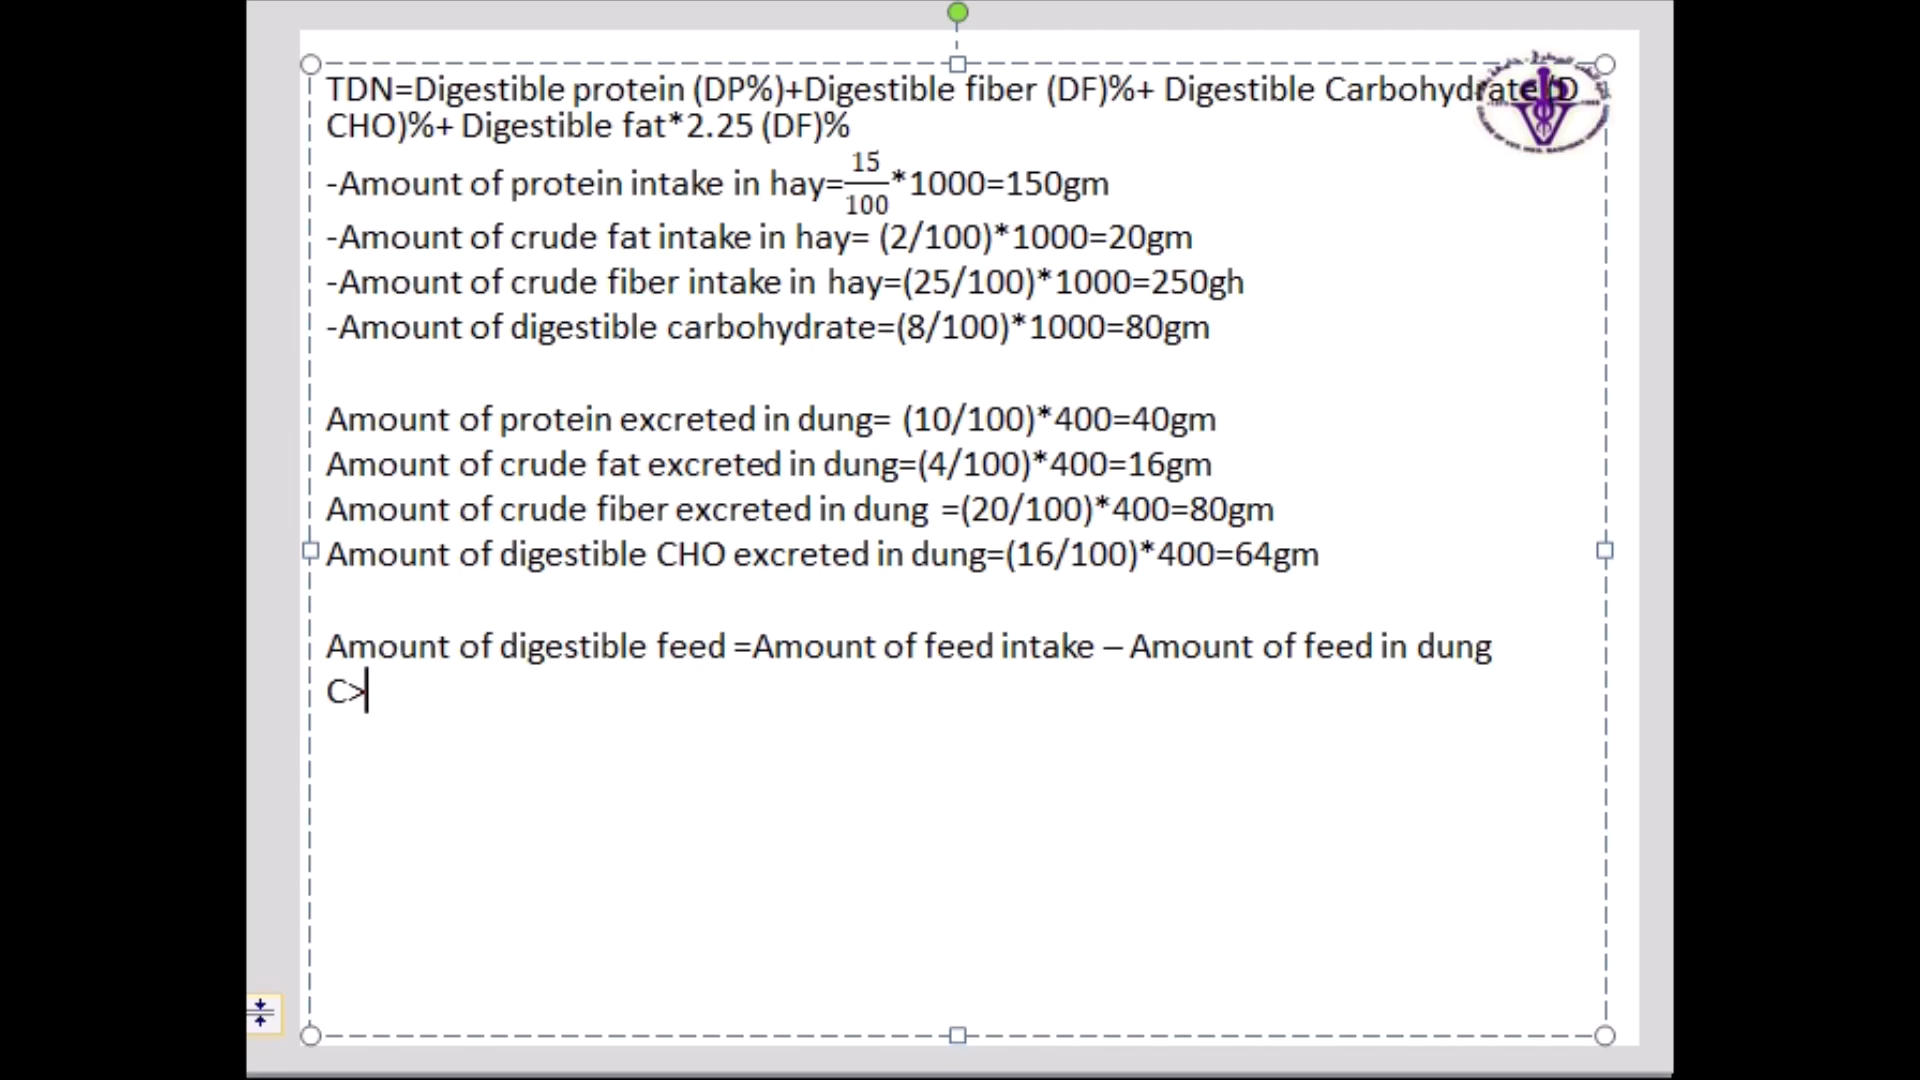 TDN=Digestible protein (DP%)+Digestible fiber (DF)%+ Digestible Carbohydrate (D
CHO)%+ Digestible fat*2.25 (DF)%
-Amount of protein intake in hay=15/100*1000=150gm
-Amount of crude fat intake in hay= (2/100)*1000=20gm
-Amount of crude fiber intake in hay=(25/100)*1000=250gh
-Amount of digestible carbohydrate=(8/100)*1000=80gm
Amount of protein excreted in dung= (10/100)*400=40gm
Amount of crude fat excreted in dung=(4/100)*400=16gm
Amount of crude fiber excreted in dung =(20/100)*400=80gm
Amount of digestible CHO excreted in dung=(16/100)*400=64gm
Amount of digestible feed =Amount of feed intake – Amount of feed in dung
C>